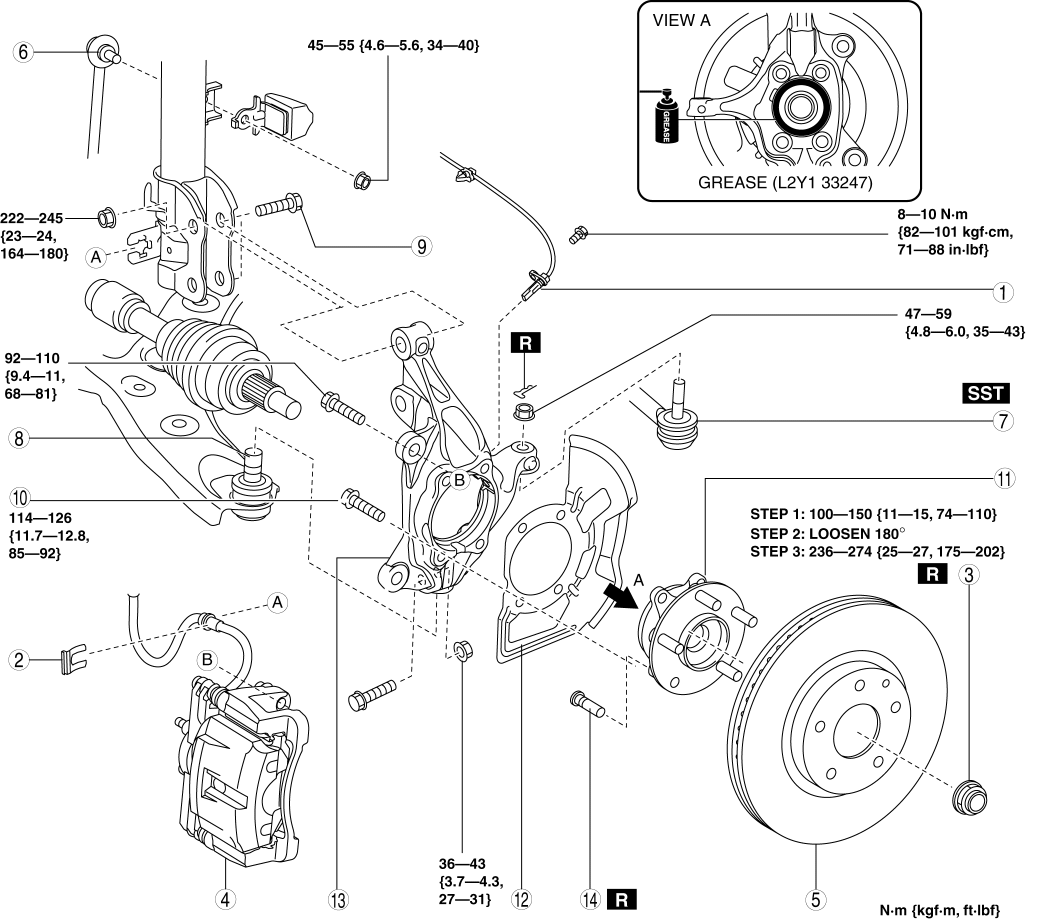 VIEW A
GREASE
GREASE (L2Y1 33247)
6
45—55 {4.6—5.6, 34—40}
222—245
{23—24,
164—180}
A
9
8—10 N·m
{82—101 kgf·cm,
71—88 in·lbf}
1
47—59
{4.8—6.0, 35—43}
R
92—110
{9.4—11,
68—81}
SST
7
8
B
10
114—126
{11.7—12.8,
85—92}
11
STEP 1: 100—150 {11—15, 74—110}
STEP 2: LOOSEN 180°
STEP 3: 236—274 {25—27, 175—202}
R
3
A
A
2
B
36—43
{3.7—4.3,
27—31}
4
13
12
14
R
5
N·m {kgf·m, ft·lbf}